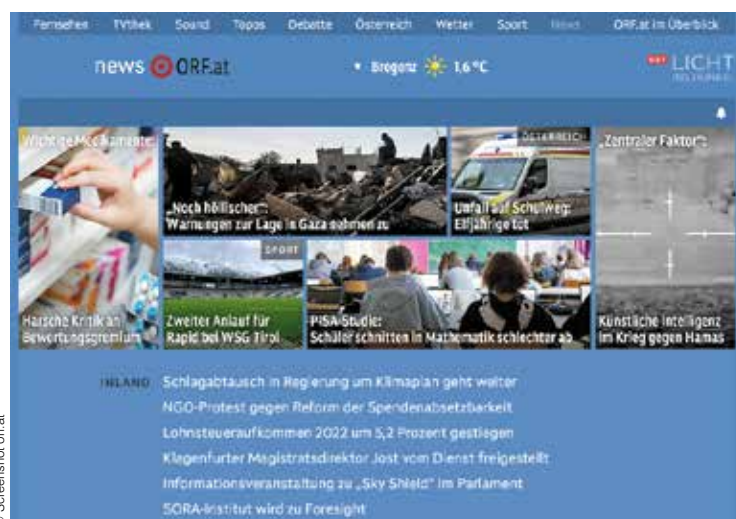 Fernsehen TVthek Sound Topos Debatte Österreich Wetter Sport News ORF.at im Überblick
news ORF.at
Bregenz 1,6 °C
LICHT
Wichtige Medikamente:
Harsche Kritik an
Bewertungsgremium
„Noch höllischer“:
Warnungen zur Lage in Gaza nehmen zu
ÖSTERREICH
Unfall auf Schulweg:
Elfjährige tot
„Zentraler Faktor“:
Künstliche Intelligenz
im Krieg gegen Hamas
SPORT
Zweiter Anlauf für
Rapid bei WSG Tirol
PISA-Studie:
Schüler schnitten in Mathematik schlechter ab
INLAND
Schlagabtausch in Regierung um Klimaplan geht weiter
NGO-Protest gegen Reform der Spendenabsetzbarkeit
Lohnsteueraufkommen 2022 um 5,2 Prozent gestiegen
Klagenfurter Magistratsdirektor Jost vom Dienst freigestellt
Informationsveranstaltung zu „Sky Shield“ im Parlament
SORA-Institut wird zu Foresight
Screenshot orf.at